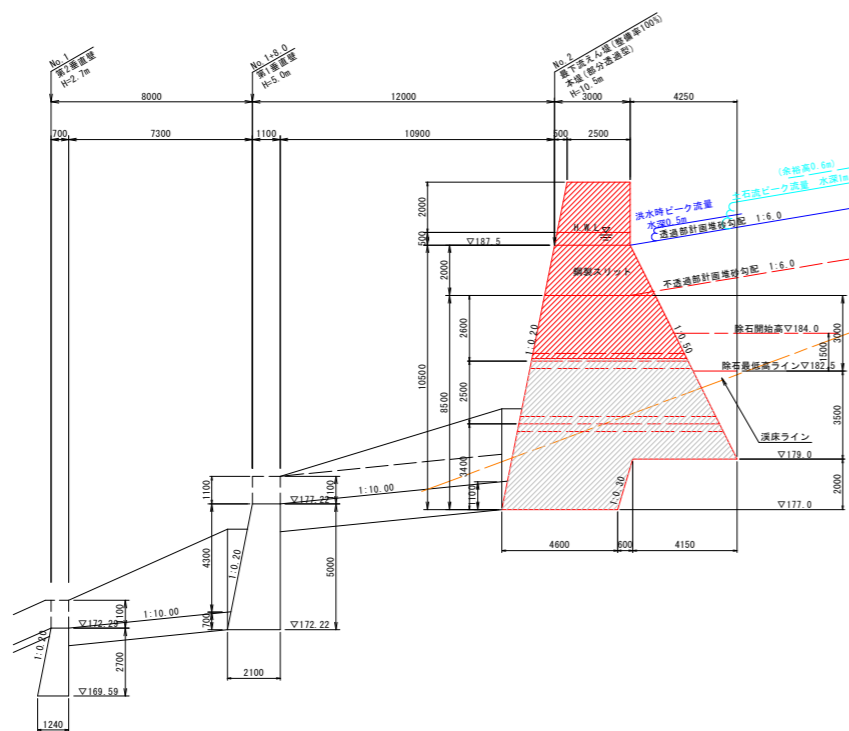 No.1
第2垂直壁
H=2.7m
No.1+8.0
第1垂直壁
H=5.0m
No.2
最下流えん堤(整備率100%)
本堤(部分透過型)
H=10.5m
8000
12000
3000
4250
700
7300
1100
10900
500
2500
(余裕高0.6m)
土石流ピーク流量 水深1m
洪水時ピーク流量
水深0.5m
透過部計画堆砂勾配 1:6.0
不透過部計画堆砂勾配 1:6.0
2000
500
H.W.L
▽187.5
2000
鋼製スリット
2600
1:0.20
1:0.50
除石開始高▽184.0
3000
1500
除石最低高ライン▽182.5
10500
8500
2500
3400
1100
渓床ライン
3500
▽179.0
2000
1:0.30
▽177.0
4600
600
4150
1100
1100
1:10.00
▽177.22
4300
1:0.20
5000
700
▽172.22
2100
1:10.00
1100
▽172.29
1:0.20
2700
▽169.59
1240